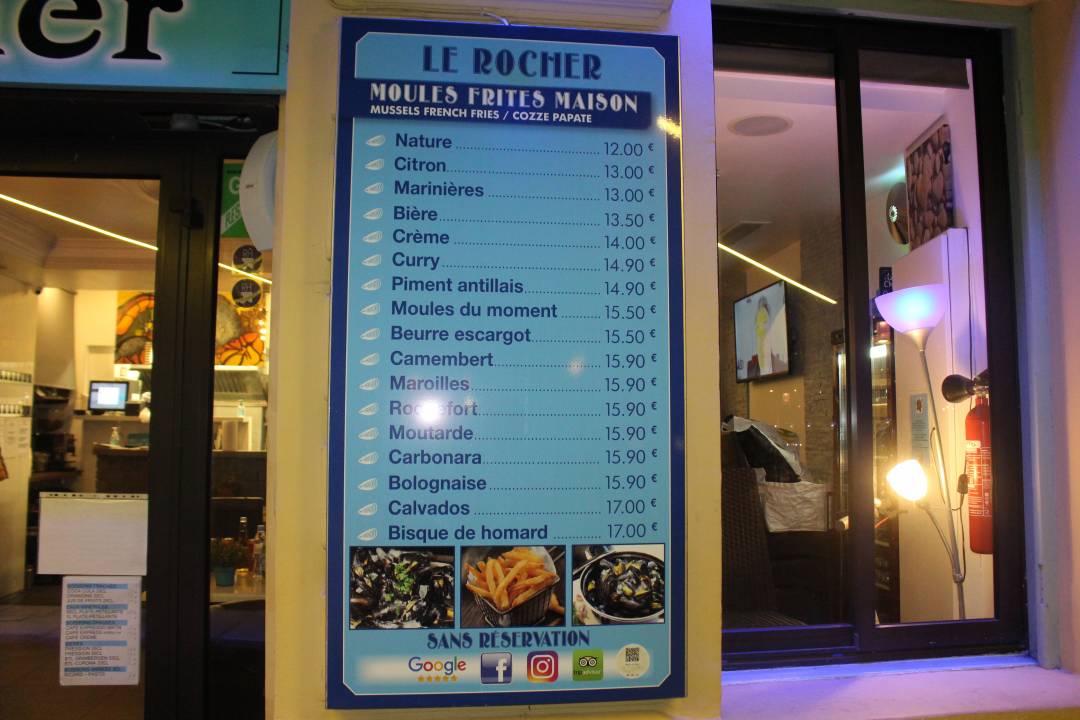 er
LE ROCHER
MOULES FRITES MAISON
MUSSELS FRENCH FRIES / COZZE PAPATE
Nature 12.00 €
Citron 13.00 €
Marinières 13.00 €
Bière 13.50 €
Crème 14.00 €
Curry 14.90 €
Piment antillais 14.90 €
Moules du moment 15.50 €
Beurre escargot 15.50 €
Camembert 15.90 €
Maroilles 15.90 €
Roquefort 15.90 €
Moutarde 15.90 €
Carbonara 15.90 €
Bolognaise 15.90 €
Calvados 17.00 €
Bisque de homard 17.00 €
SANS RÉSERVATION
Google